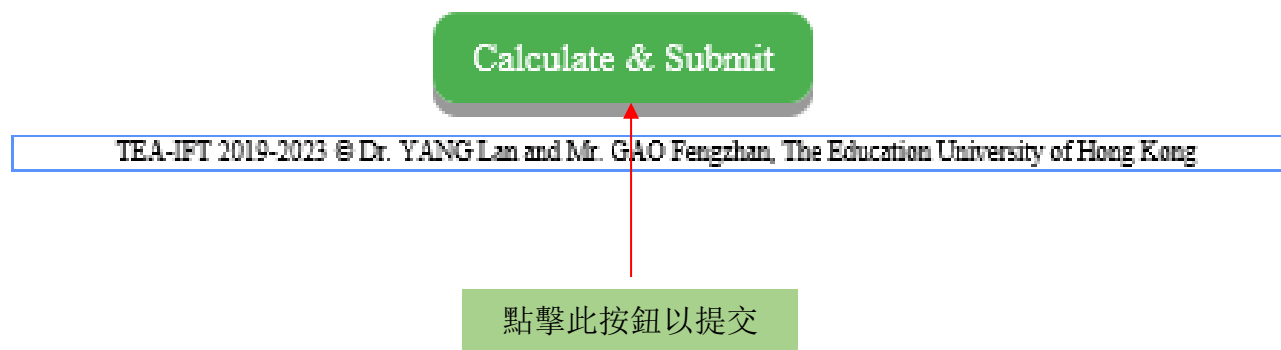 Calculate & Submit
TEA-IFT 2019-2023 © Dr. YANG Lan and Mr. GAO Fengzhan, The Education University of Hong Kong
點擊此按鈕以提交